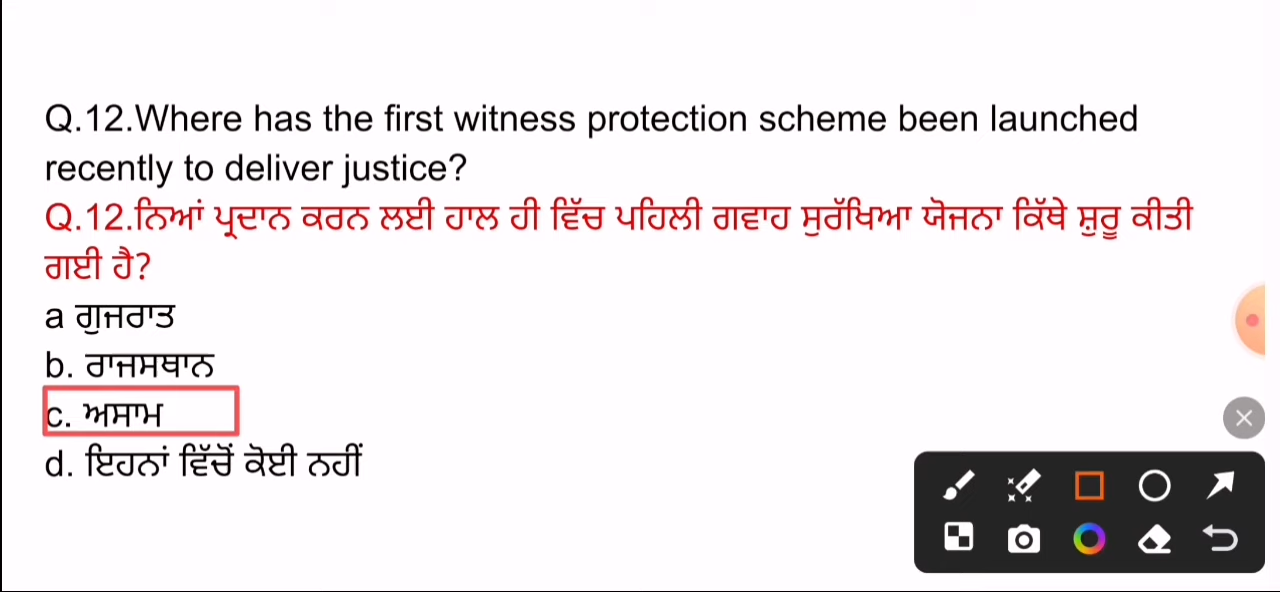 Q.12.Where has the first witness protection scheme been launched
recently to deliver justice?
Q.12.ਨਿਆਂ ਪ੍ਰਦਾਨ ਕਰਨ ਲਈ ਹਾਲ ਹੀ ਵਿੱਚ ਪਹਿਲੀ ਗਵਾਹ ਸੁਰੱਖਿਆ ਯੋਜਨਾ ਕਿੱਥੇ ਸ਼ੁਰੂ ਕੀਤੀ
ਗਈ ਹੈ?
a ਗੁਜਰਾਤ
b. ਰਾਜਸਥਾਨ
c. ਅਸਾਮ
d. ਇਹਨਾਂ ਵਿੱਚੋਂ ਕੋਈ ਨਹੀਂ